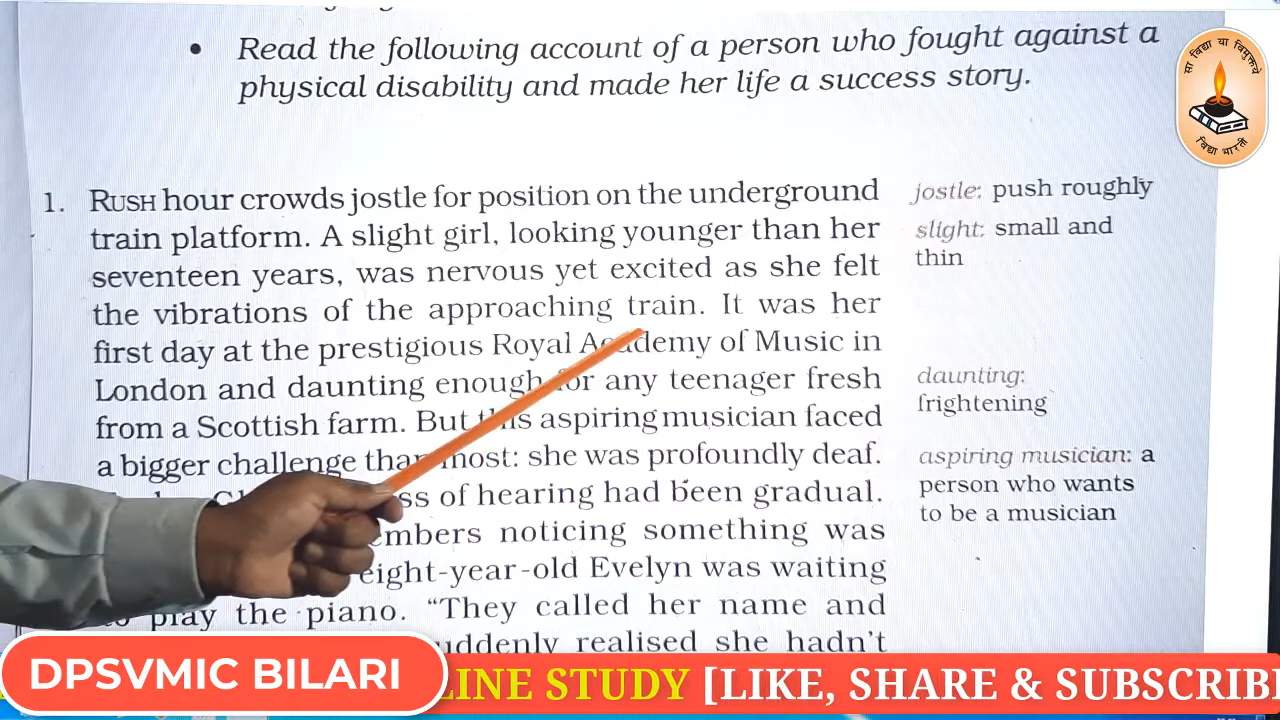 • Read the following account of a person who fought against a
physical disability and made her life a success story.
सा विद्या या विमुक्तये
विद्या भारती
1. RUSH hour crowds jostle for position on the underground
train platform. A slight girl, looking younger than her
seventeen years, was nervous yet excited as she felt
the vibrations of the approaching train. It was her
first day at the prestigious Royal Academy of Music in
London and daunting enough for any teenager fresh
from a Scottish farm. But this aspiring musician faced
a bigger challenge than most: she was profoundly deaf.
of hearing had been gradual.
noticing something was
eight-year-old Evelyn was waiting
to play the piano. “They called her name and
realised she hadn't
jostle: push roughly
slight: small and
thin
daunting:
frightening
aspiring musician: a
person who wants
to be a musician
DPSVMIC BILARI
STUDY [LIKE, SHARE &